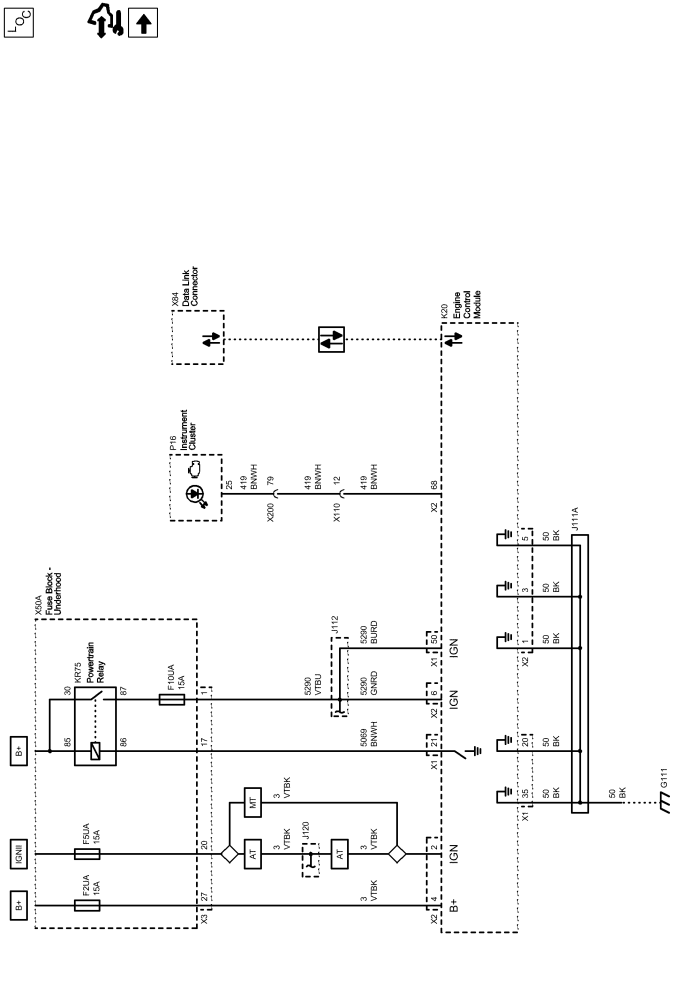 LOC
X84
Data Link
Connector
K20
Engine
Control
Module
P16
Instrument
Cluster
25
419
BNWH
79
X200
419
BNWH
12
X110
419
BNWH
68
X2
X50A
Fuse Block -
Underhood
B+
KR75
Powertrain
Relay
30
85
87
86
F10UA
15A
1
17
IGNII
F5UA
15A
20
B+
F2UA
15A
27
X3
J112
5290
VTBU
5290
BURD
5290
GNRD
5069
BNWH
MT
3
VTBK
AT
3
VTBK
J120
AT
3
VTBK
3
VTBK
50
X1
IGN
6
X2
IGN
21
X1
2
IGN
4
X2
B+
5
50
BK
3
50
BK
1
X2
50
BK
20
50
BK
35
X1
50
BK
J111A
50
BK
G111